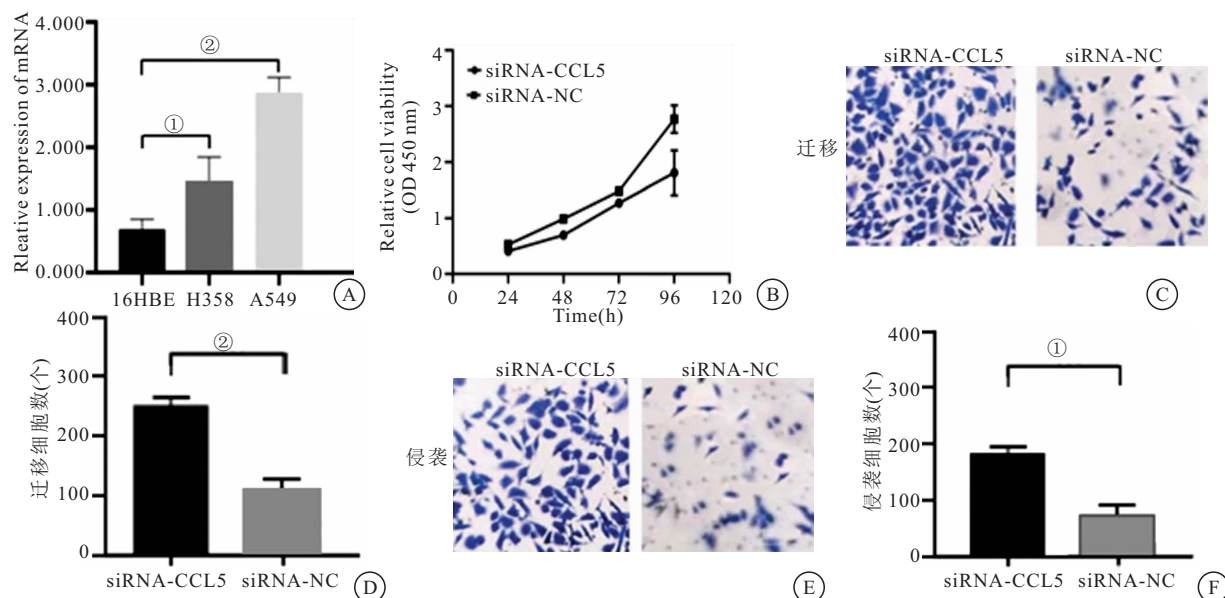 4.000
3.000
2.000
1.000
0.000
Rleative expression of mRNA
①
②
16HBE H358 A549
A
4
3
2
1
0
Relative cell viability
(OD 450 nm)
siRNA-CCL5
siRNA-NC
0 24 48 72 96 120
Time(h)
B
siRNA-CCL5 siRNA-NC
迁移
C
400
300
200
100
0
迁移细胞数(个)
②
siRNA-CCL5 siRNA-NC
D
siRNA-CCL5 siRNA-NC
侵袭
E
400
300
200
100
0
侵袭细胞数(个)
①
siRNA-CCL5 siRNA-NC
F